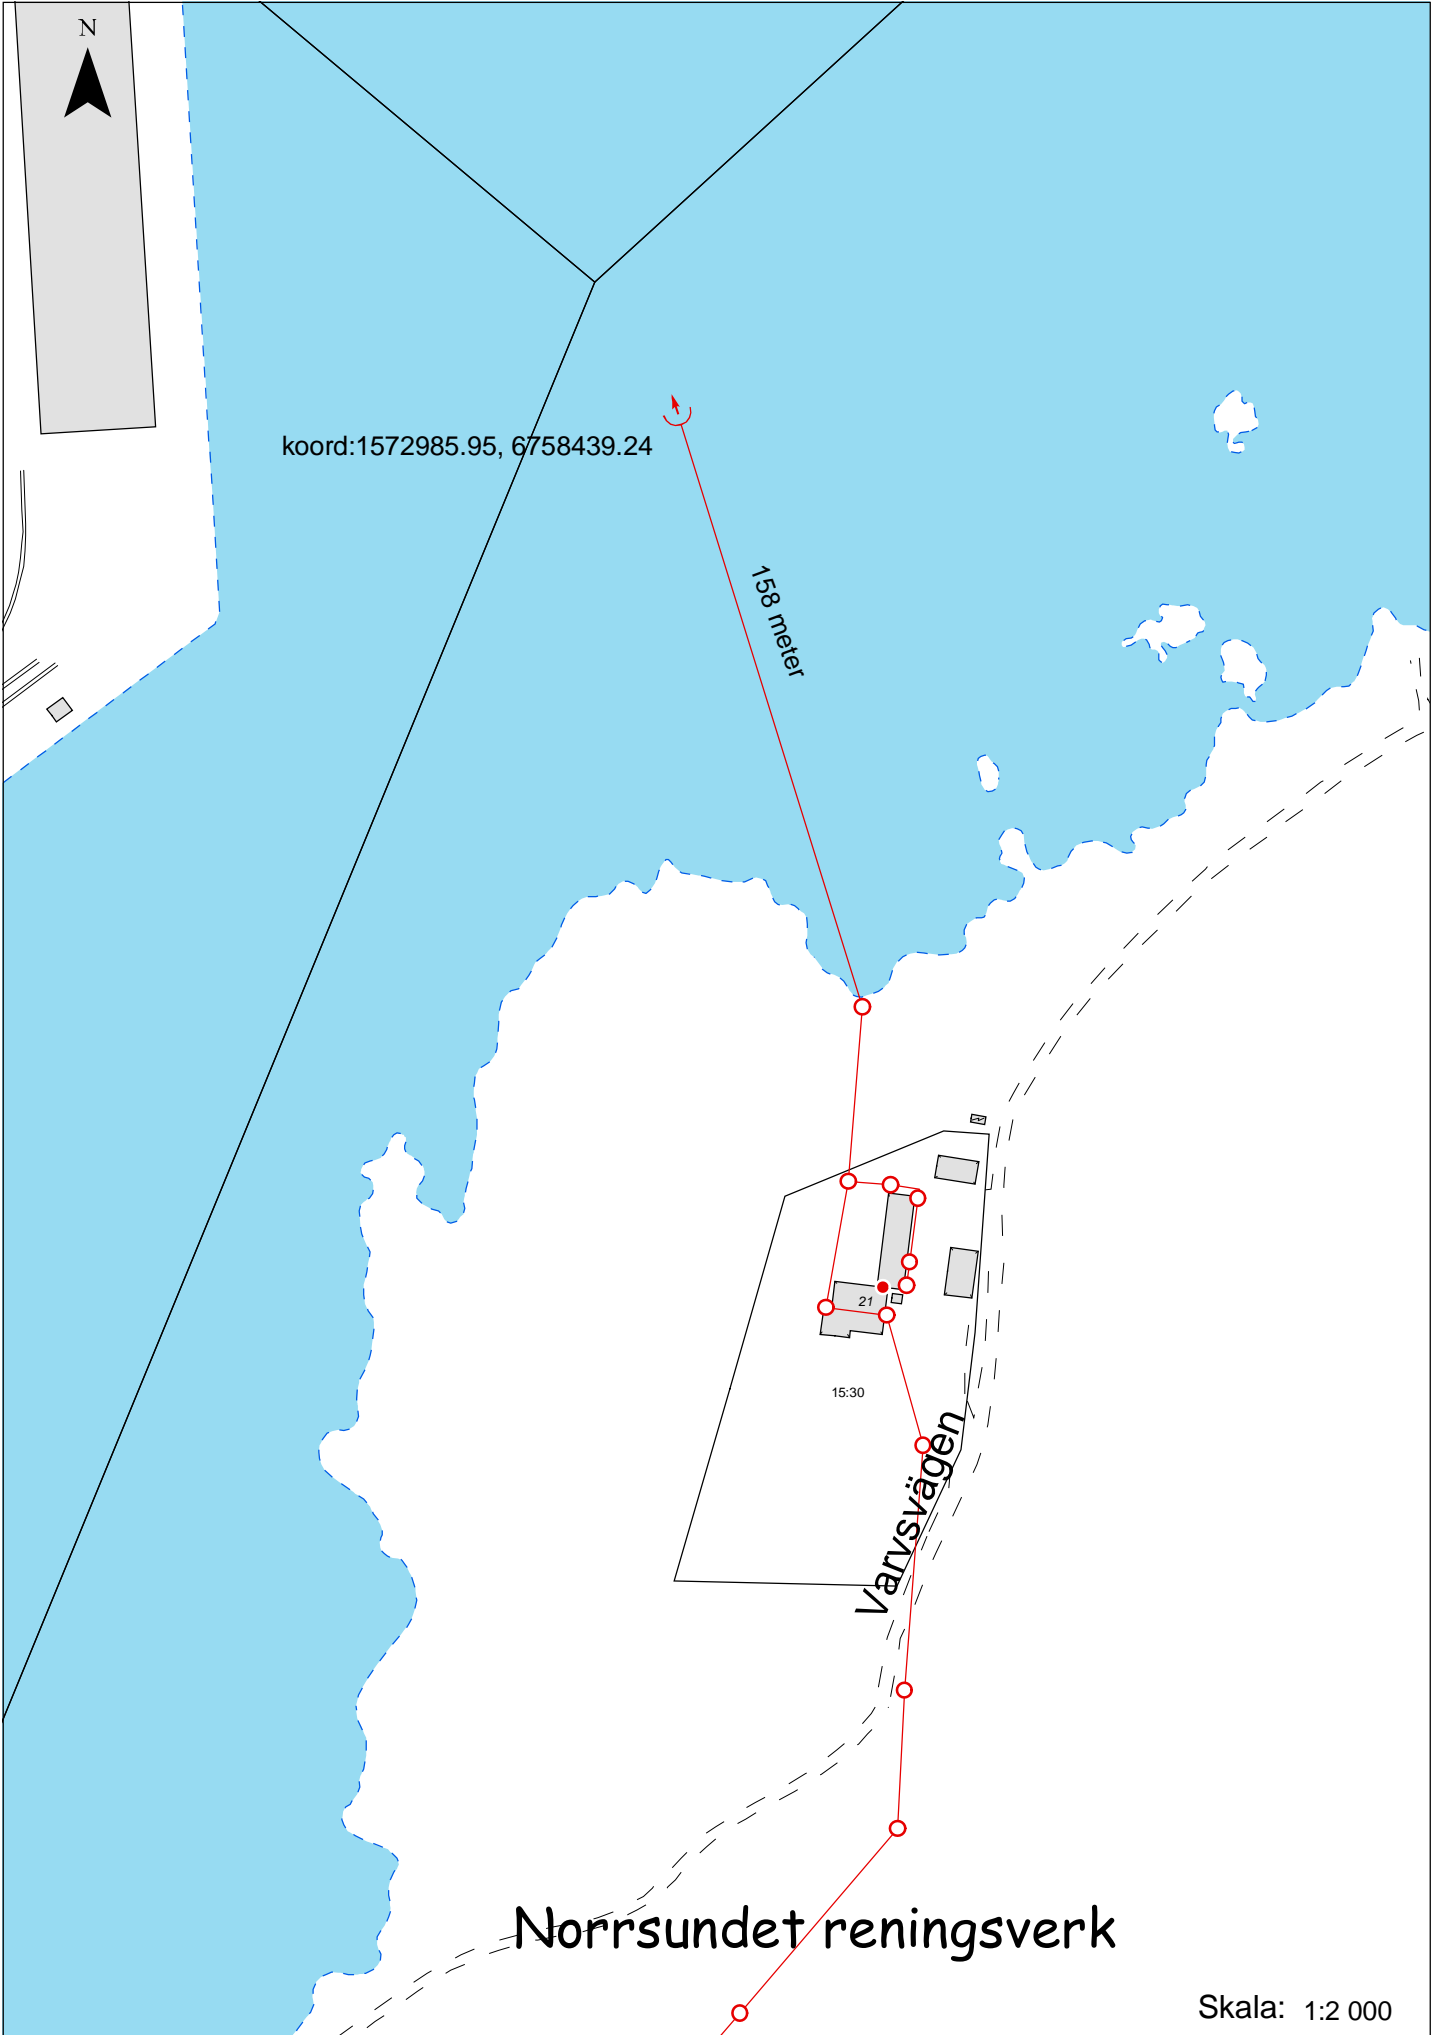 N
koord:1572985.95, 6758439.24
158 meter
21
15:30
Varvsvägen
Norrsundet reningsverk
Skala: 1:2 000